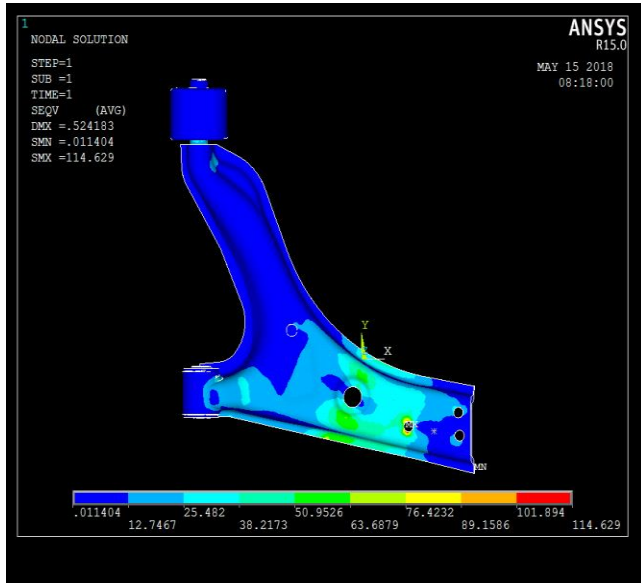 1
NODAL SOLUTION
STEP=1
SUB =1
TIME=1
SEQV (AVG)
DMX =.524183
SMN =.011404
SMX =114.629
ANSYS
R15.0
MAY 15 2018
08:18:00
Y
X
MN
.011404 25.482 50.9526 76.4232 101.894
12.7467 38.2173 63.6879 89.1586 114.629